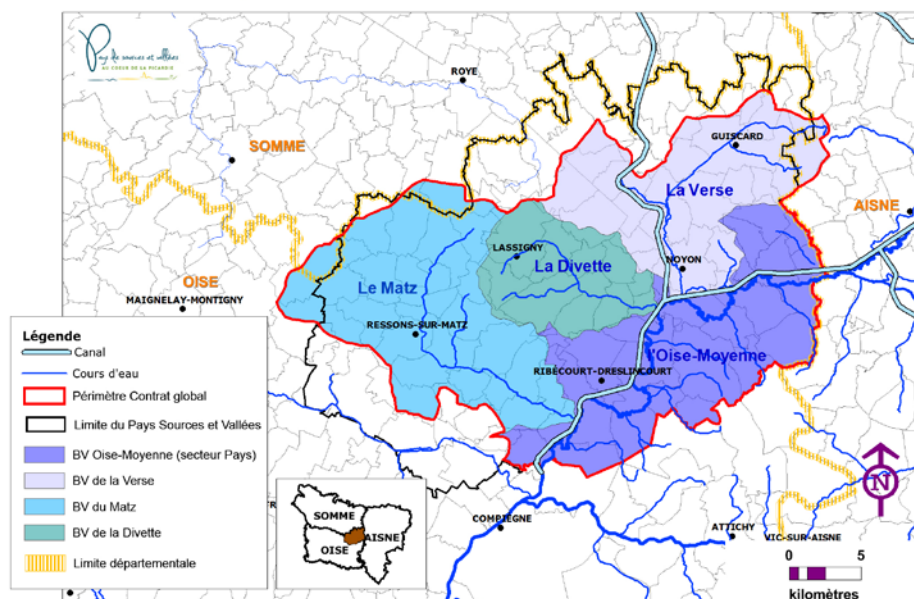 Pays de sources et vallées
AU COEUR DE LA PICARDIE
ROYE
SOMME
GUISCARD
La Verse
AISNE
LASSIGNY
La Divette
NOYON
OISE
MAIGNELAY-MONTIGNY
Le Matz
RESSONS-SUR-MATZ
l'Oise-Moyenne
RIBÉCOURT-DRESLINCOURT
Légende
Canal
Cours d'eau
Périmètre Contrat global
Limite du Pays Sources et Vallées
BV Oise-Moyenne (secteur Pays)
BV de la Verse
BV du Matz
BV de la Divette
Limite départementale
SOMME
AISNE
OISE
COMPIEGNE
ATTICHY
VIC-SUR-AISNE
N
0 5
kilomètres